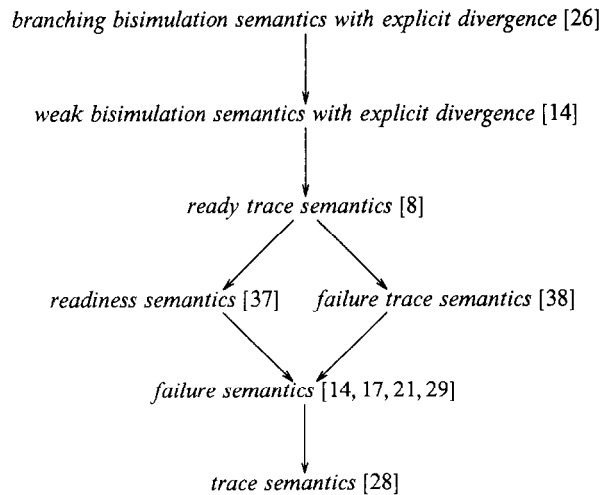 branching bisimulation semantics with explicit divergence [26]
weak bisimulation semantics with explicit divergence [14]
ready trace semantics [8]
readiness semantics [37] failure trace semantics [38]
failure semantics [14, 17, 21, 29]
trace semantics [28]